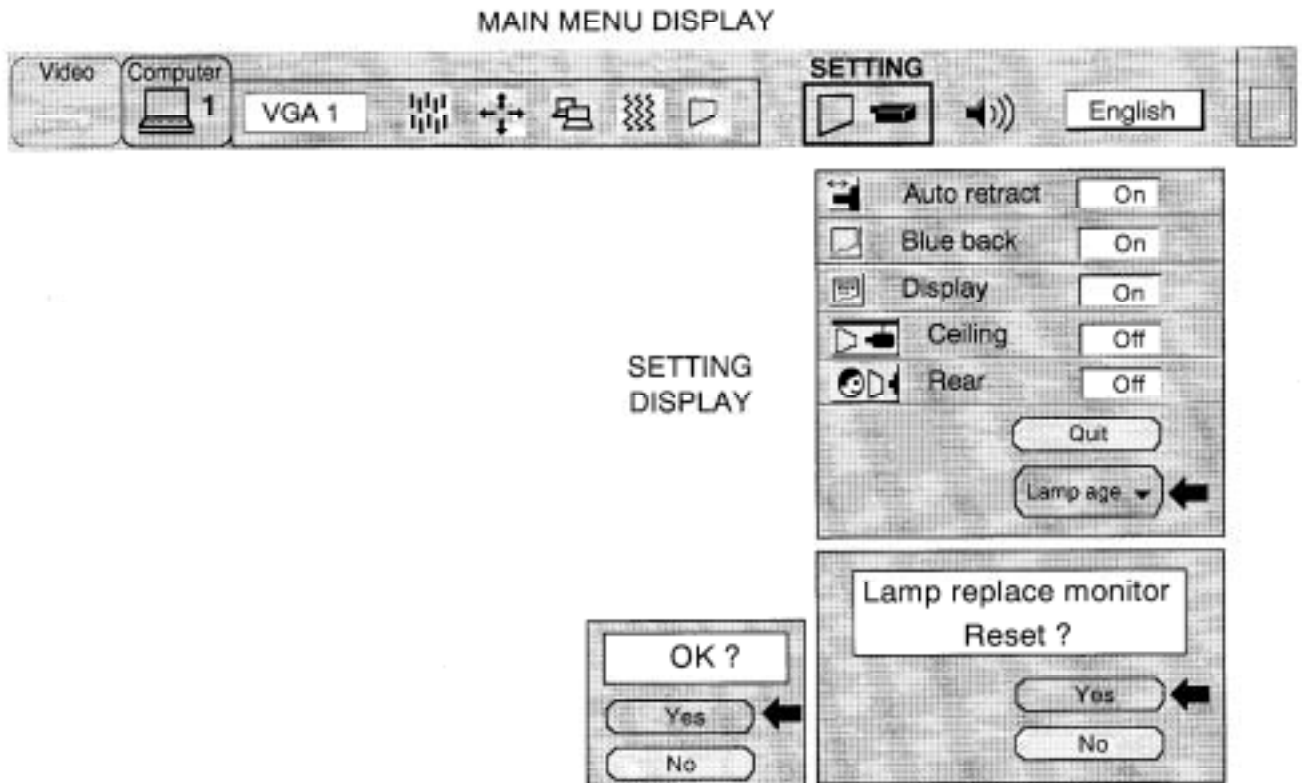 MAIN MENU DISPLAY
Video
Computer
1
VGA 1
SETTING
English
Auto retract On
Blue back On
Display On
SETTING
DISPLAY
Ceiling Off
Rear Off
Quit
Lamp age
Lamp replace monitor
Reset ?
Yes
No
OK ?
Yes
No